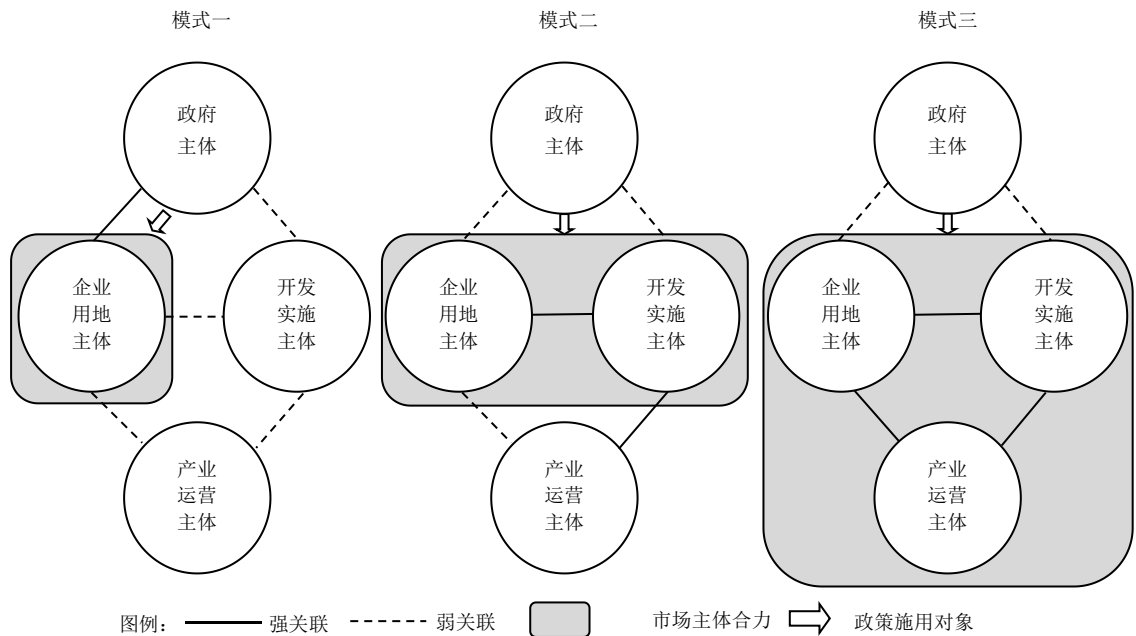 模式一
模式二
模式三
政府
主体
政府
主体
政府
主体
企业
用地
主体
开发
实施
主体
企业
用地
主体
开发
实施
主体
企业
用地
主体
开发
实施
主体
产业
运营
主体
产业
运营
主体
产业
运营
主体
图例： 强关联 弱关联 市场主体合力 政策施用对象